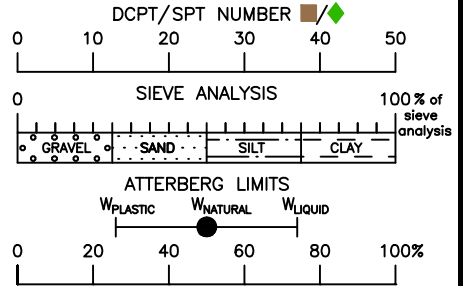 DCPT/SPT NUMBER /
0 10 20 30 40 50
SIEVE ANALYSIS
0 100 % of
sieve
analysis
GRAVEL SAND SILT CLAY
ATTERBERG LIMITS
WPLASTIC WNATURAL WLIQUID
0 20 40 60 80 100%